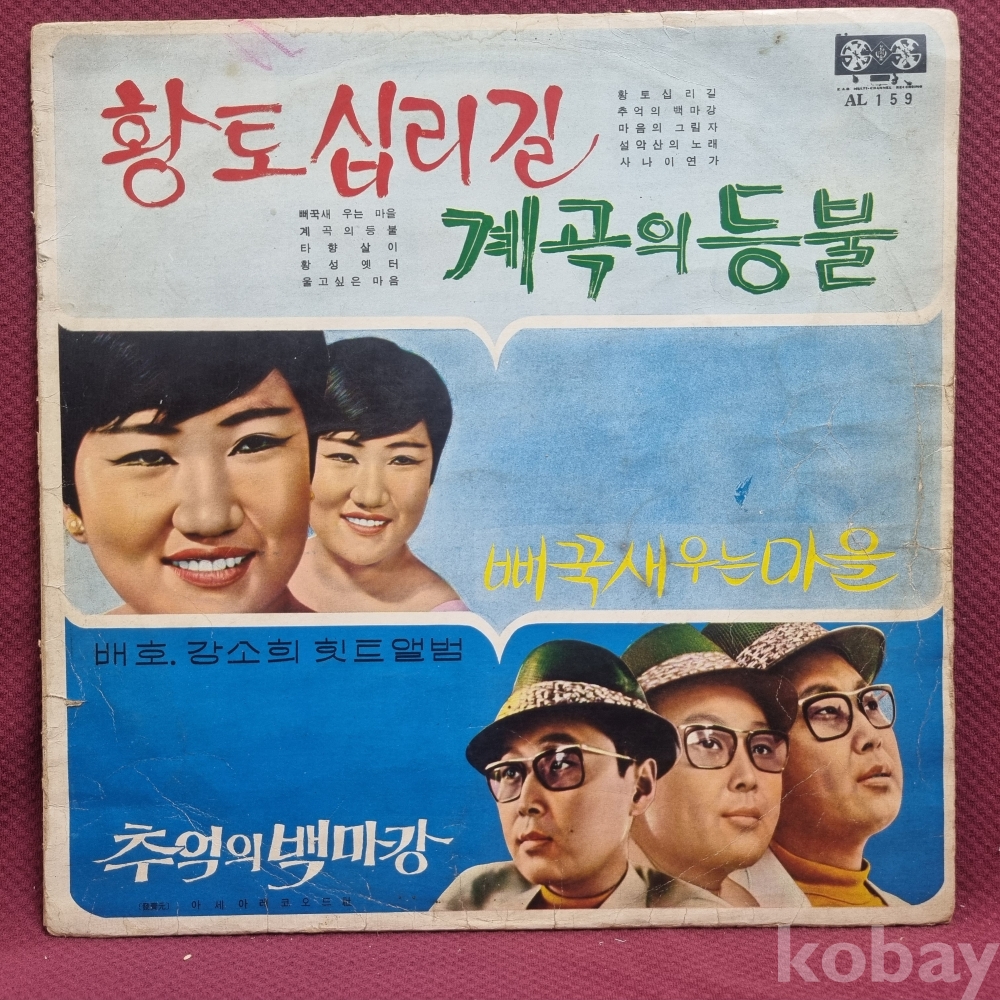 황토십리길
황토십리길
추억의백마강
마음의그림자
설악산의노래
사나이연가
AL 159
뻐꾹새 우는 마을
계곡의등불
타향살이
황성옛터
울고싶은 마음
계곡의등불
뻐꾹새우는마을
배호.강소희 힛트앨범
추억의백마강
아세아레코오드
kobay